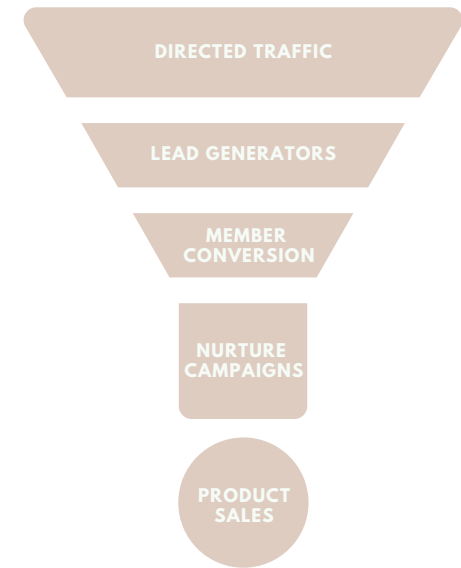 DIRECTED TRAFFIC
LEAD GENERATORS
MEMBER
CONVERSION
NURTURE
CAMPAIGNS
PRODUCT
SALES